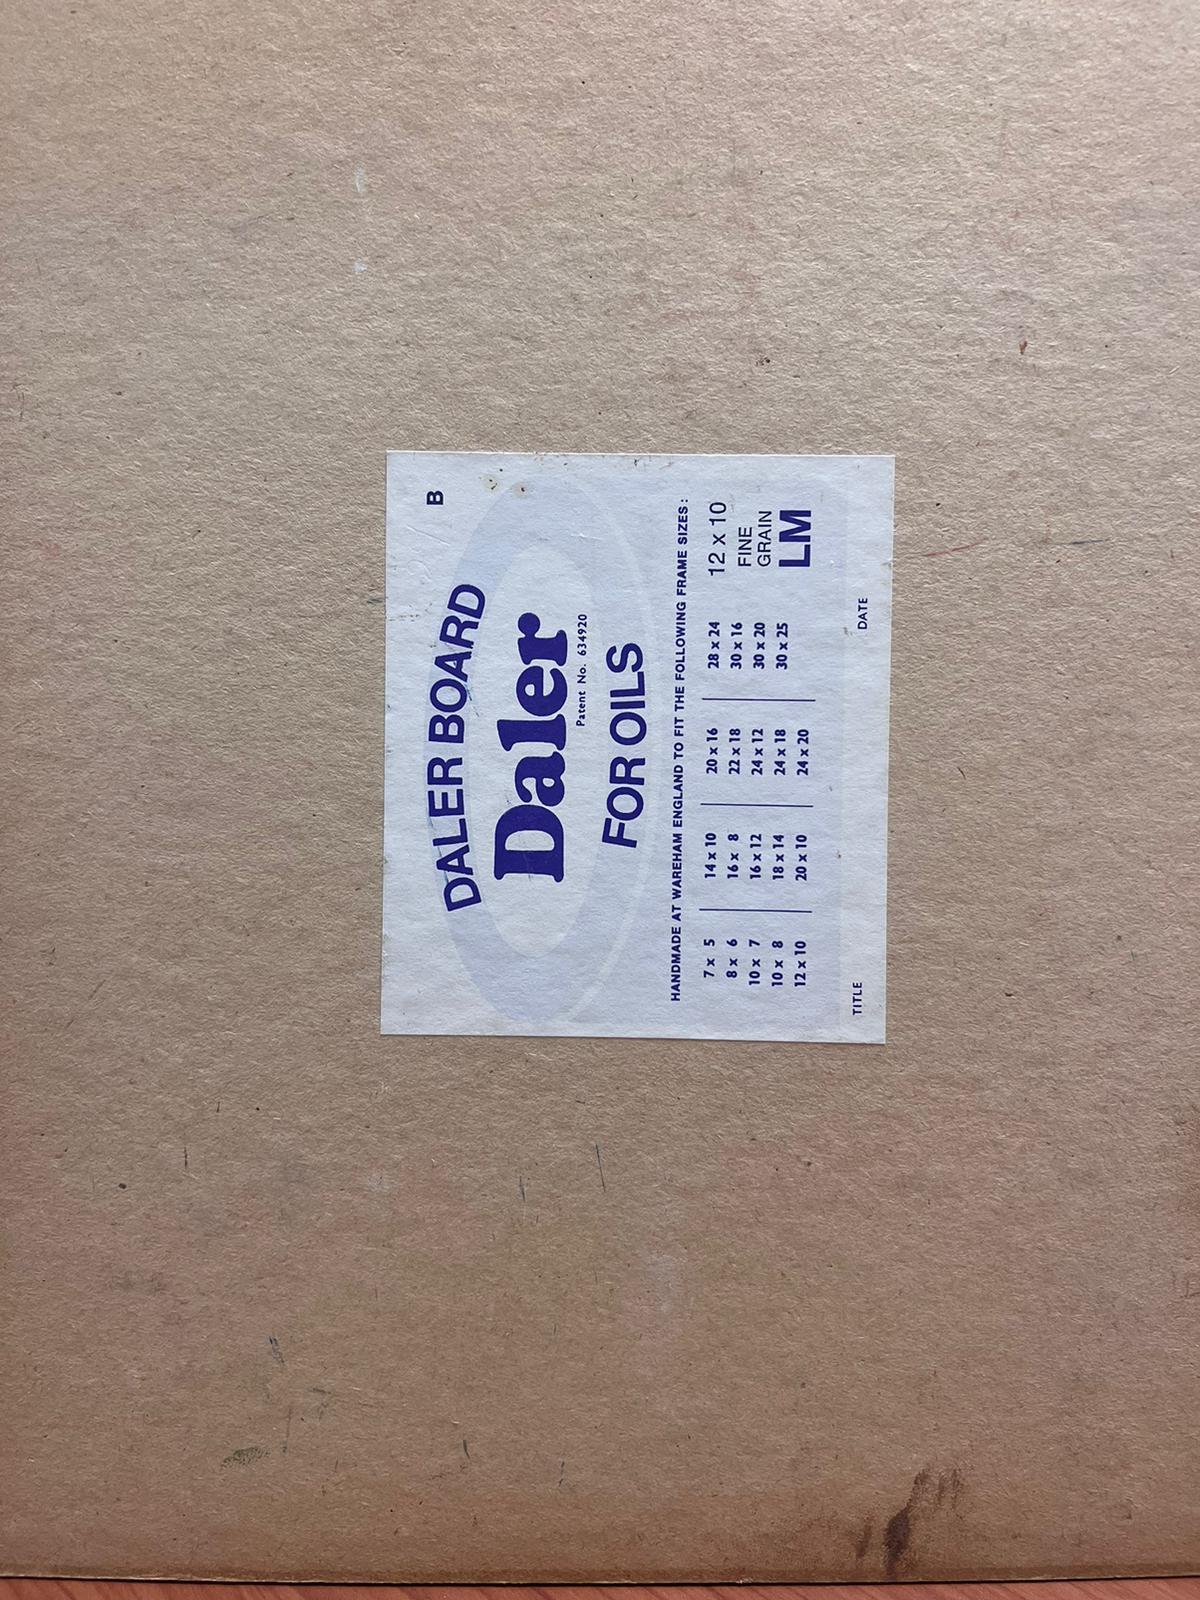 B
DALER BOARD
Daler
Patent No. 634920
FOR OILS
HANDMADE AT WAREHAM ENGLAND TO FIT THE FOLLOWING FRAME SIZES :
7 x 5 14 x 10 20 x 16 28 x 24 12 x 10
8 x 6 16 x 8 22 x 18 30 x 16 FINE
10 x 7 16 x 12 24 x 12 30 x 20 GRAIN
10 x 8 18 x 14 24 x 18 30 x 25 LM
12 x 10 20 x 10 24 x 20
TITLE DATE